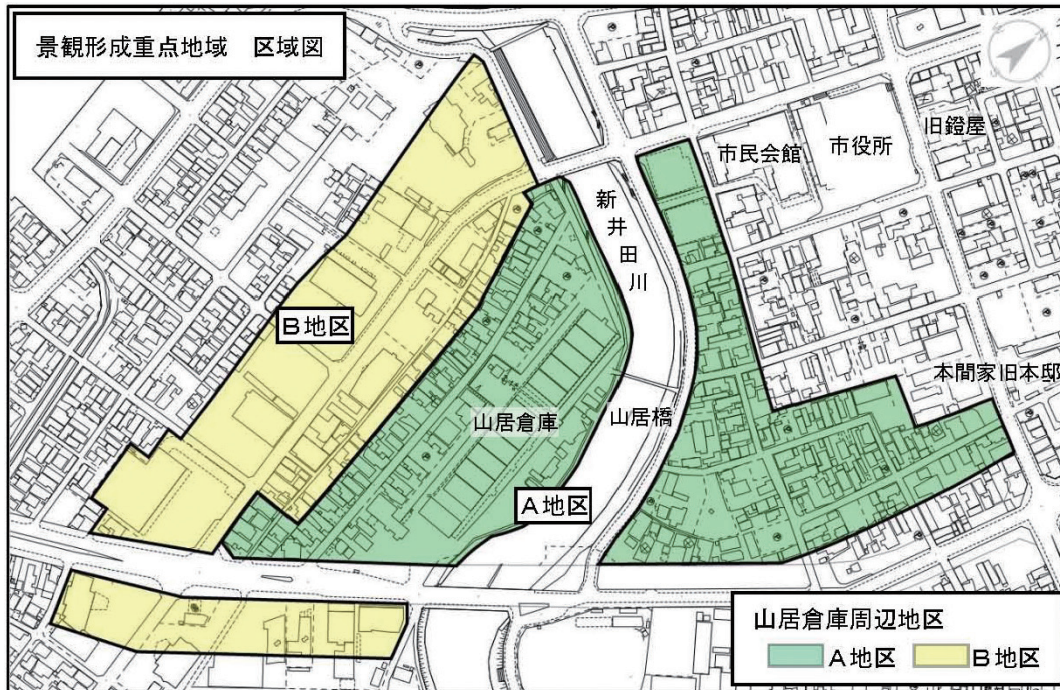 景観形成重点地域　区域図
市民会館
市役所
旧鐙屋
新井田川
B地区
本間家旧本邸
山居倉庫
山居橋
A地区
山居倉庫周辺地区
A地区
B地区